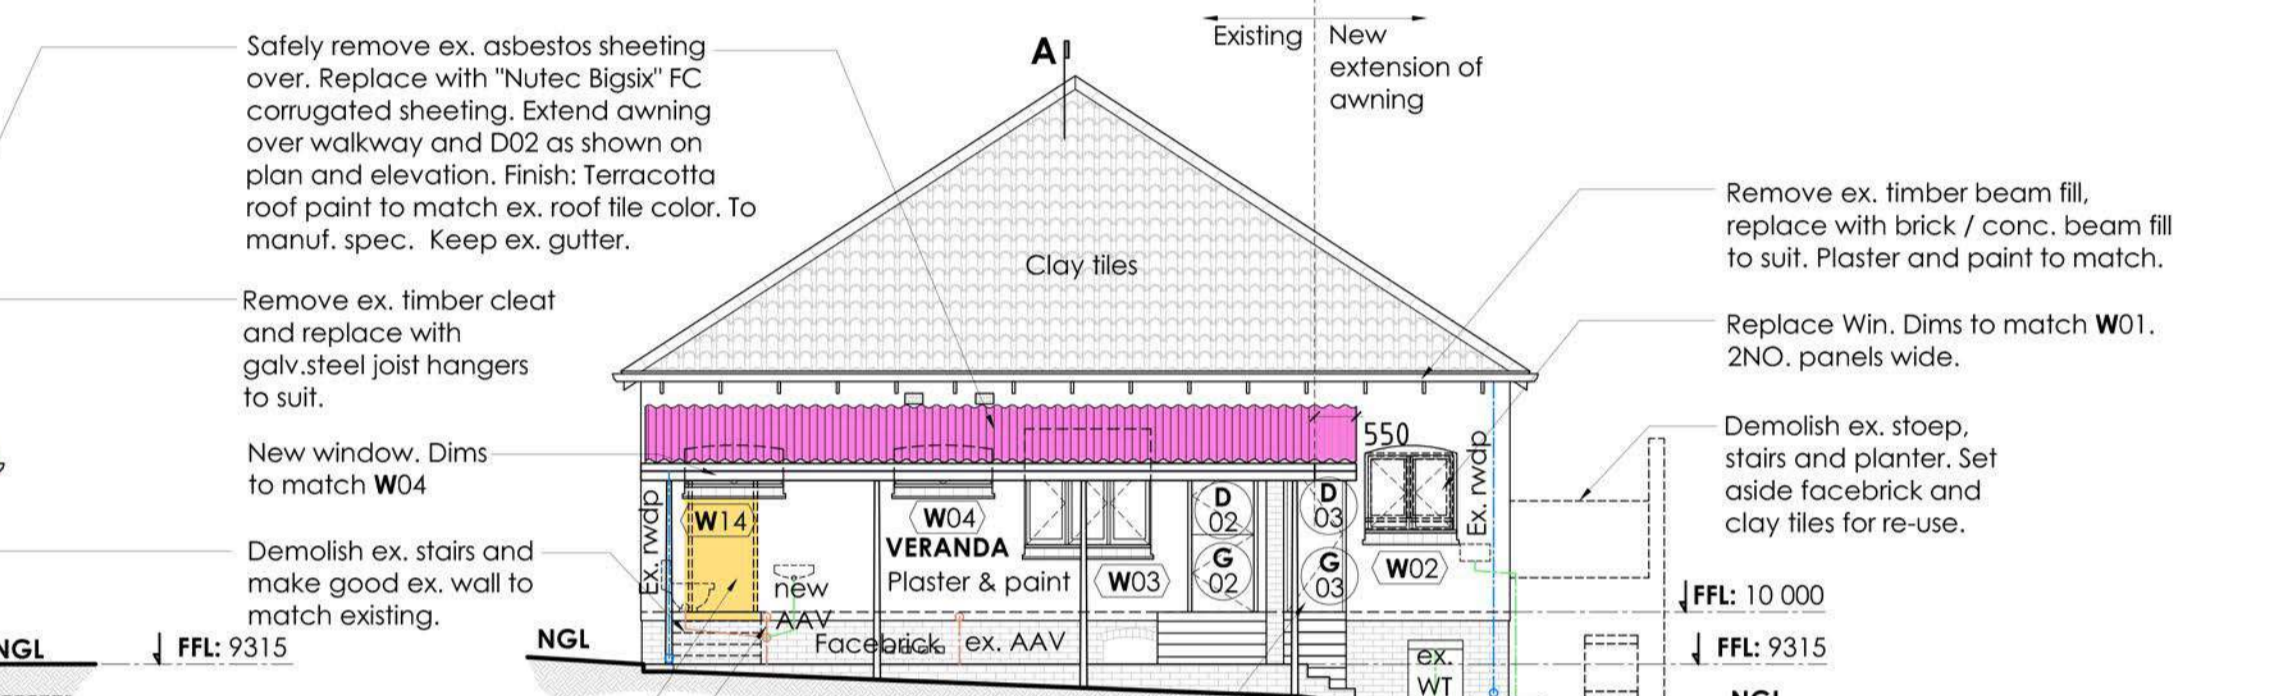 Safely remove ex. asbestos sheeting
over. Replace with "Nutec Bigsix" FC
corrugated sheeting. Extend awning
over walkway and D02 as shown on
plan and elevation. Finish: Terracotta
roof paint to match ex. roof tile color. To
manuf. spec. Keep ex. gutter.
Remove ex. timber cleat
and replace with
galv.steel joist hangers
to suit.
New window. Dims
to match W04
Demolish ex. stairs and
make good ex. wall to
match existing.
NGL
FFL: 9315
NGL
A
Existing
New
extension of
awning
Clay tiles
550
Ex. rwdp
W14
W04
VERANDA
Plaster & paint
new
AAV
Facebrick
ex. AAV
W03
D
02
G
02
D
03
G
03
W02
Ex. rwdp
ex.
WT
Remove ex. timber beam fill,
replace with brick / conc. beam fill
to suit. Plaster and paint to match.
Replace Win. Dims to match W01.
2NO. panels wide.
Demolish ex. stoep,
stairs and planter. Set
aside facebrick and
clay tiles for re-use.
FFL: 10 000
FFL: 9315
NGL